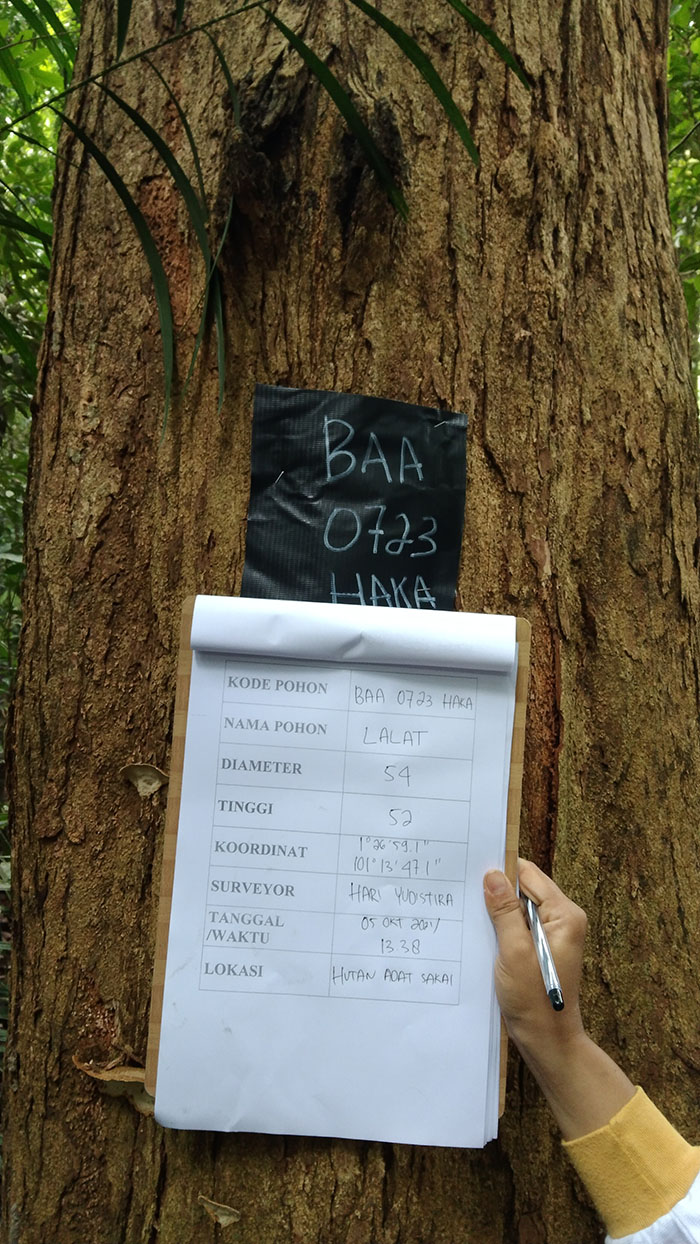 BAA
0723
HAKA
KODE POHON BAA 0723 HAKA
NAMA POHON LALAT
DIAMETER 54
TINGGI 52
KOORDINAT 1°26'59.1"
101°13'47.1"
SURVEYOR HARI YUDISTIRA
TANGGAL 05 OKT 2021/
/WAKTU 13 38
LOKASI HUTAN ADAT SAKAI